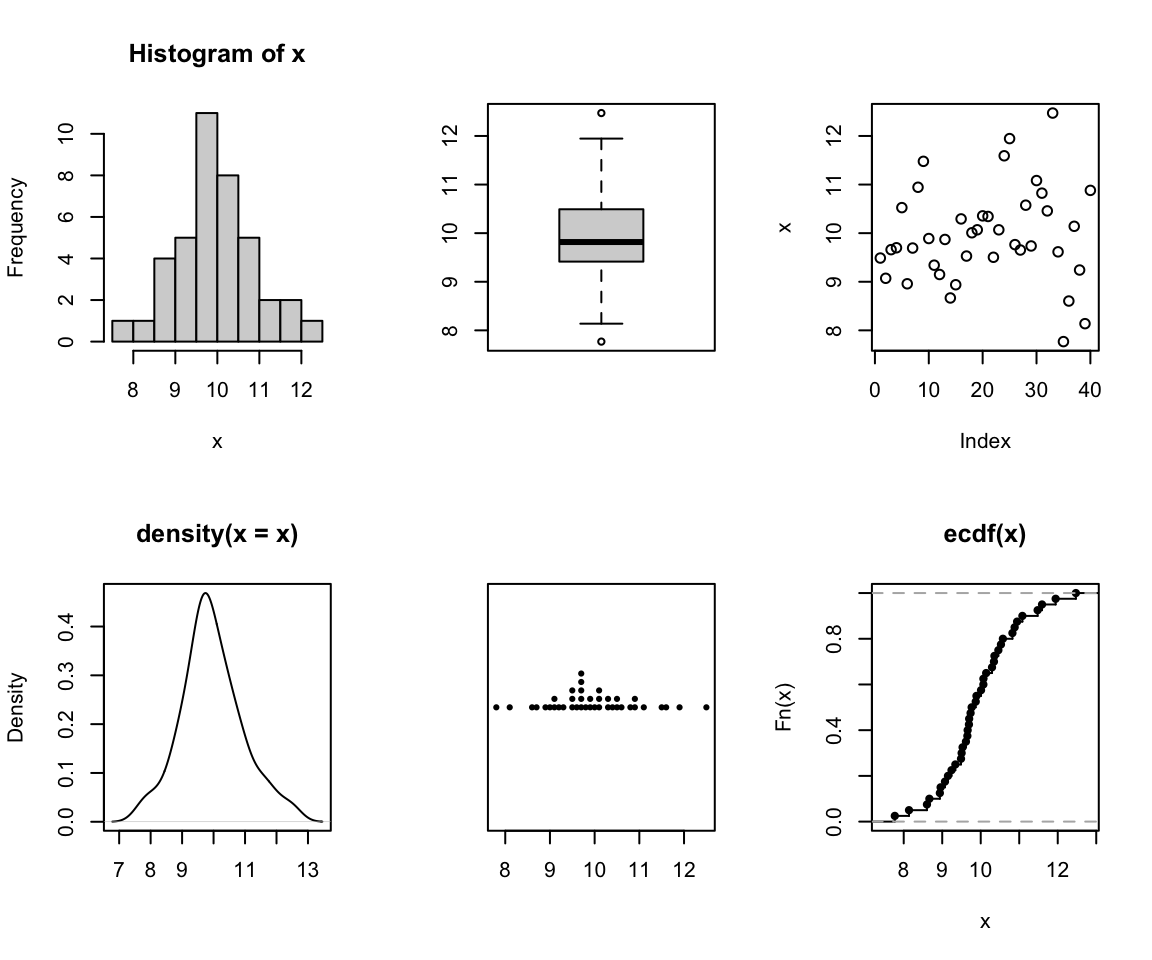 Histogram of x
Frequency
0 2 4 6 8 10
8 9 10 11 12
x
8 9 10 11 12
x
8 9 10 11 12
0 10 20 30 40
Index
density(x = x)
Density
0.0 0.1 0.2 0.3 0.4
7 8 9 11 13
8 9 10 11 12
ecdf(x)
Fn(x)
0.0 0.4 0.8
8 9 10 12
x